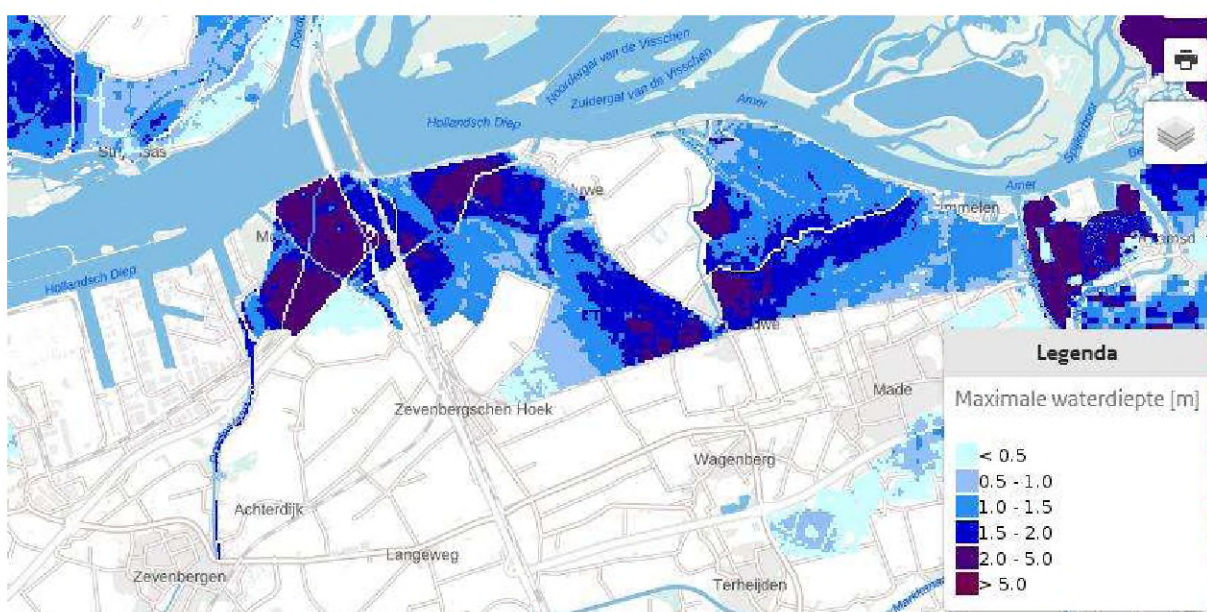 Noordergat van de Visschen
Zuidergat van de Visschen
Amer
Hollandsch Diep
Amer
Hollandsch Diep
Legenda
Maximale waterdiepte [m]
< 0.5
0.5 - 1.0
1.0 - 1.5
1.5 - 2.0
2.0 - 5.0
> 5.0
Made
Zevenbergschen Hoek
Wagenberg
Achterdijk
Langeweg
Zevenbergen
Terheijden